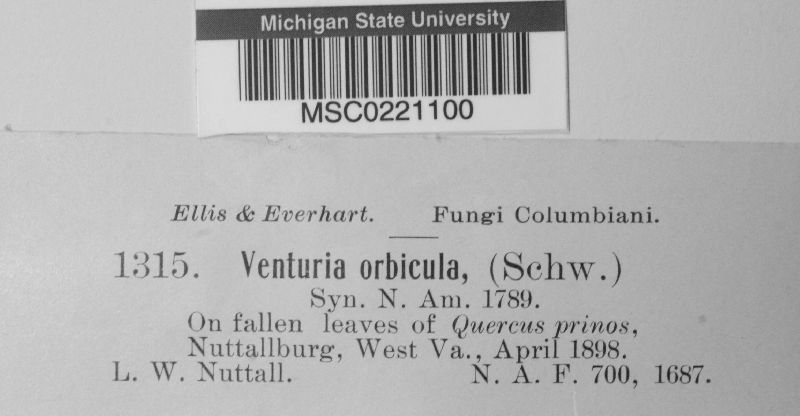 Michigan State University
MSC0221100
Ellis & Everhart. Fungi Columbiani.
1315. Venturia orbicula, (Schw.)
Syn. N. Am. 1789.
On fallen leaves of Quercus prinos,
Nuttallburg, West Va., April 1898.
L. W. Nuttall. N. A. F. 700, 1687.